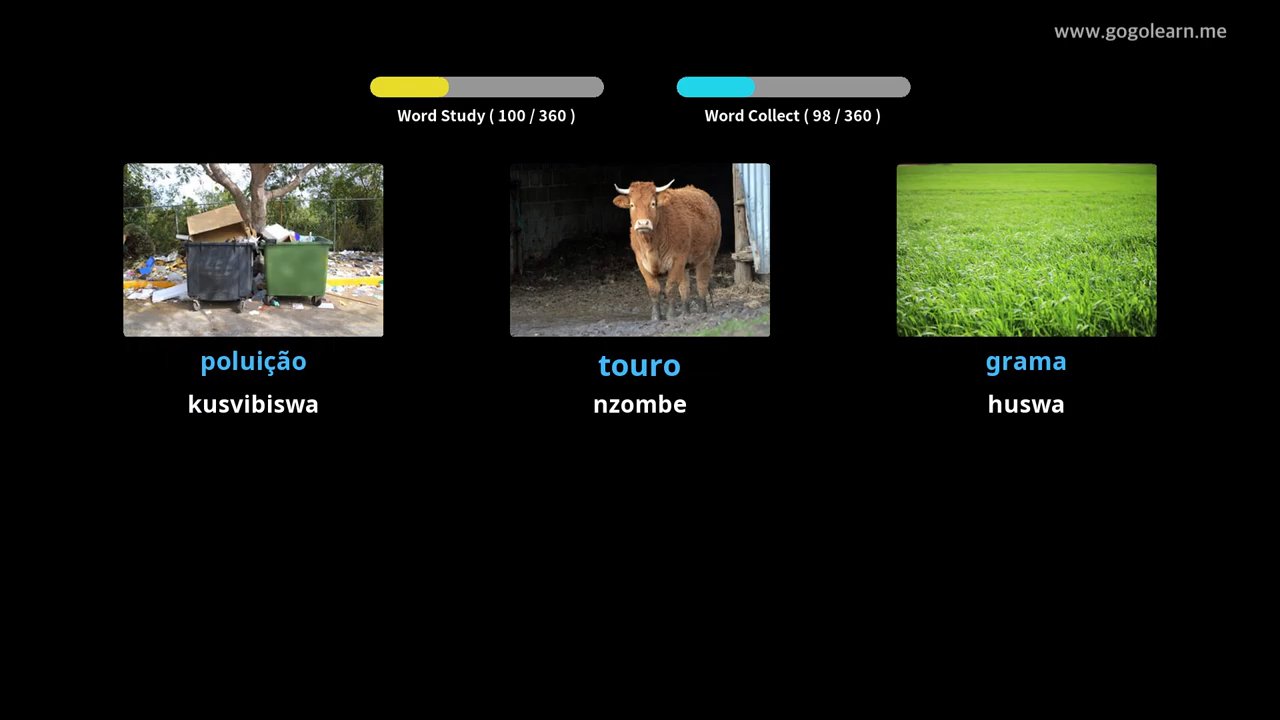 www.gogolearn.me
Word Study ( 100 / 360 )
Word Collect ( 98 / 360 )
poluição
touro
grama
kusvibiswa
nzombe
huswa